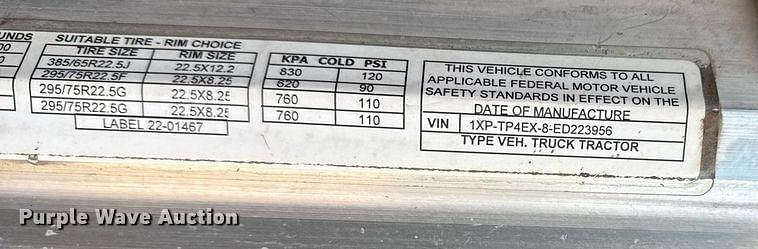 UNDS
SUITABLE TIRE - RIM CHOICE
TIRE SIZE RIM SIZE
385/65R22.5J 22.5X12.2
295/75R22.5F 22.5X8.25
295/75R22.5G 22.5X8.25
295/75R22.5G 22.5X8.25
LABEL 22-01467
KPA COLD PSI
830 120
620 90
760 110
760 110
THIS VEHICLE CONFORMS TO ALL
APPLICABLE FEDERAL MOTOR VEHICLE
SAFETY STANDARDS IN EFFECT ON THE
DATE OF MANUFACTURE
VIN 1XP-TP4EX-8-ED223956
TYPE VEH. TRUCK TRACTOR
Purple Wave Auction